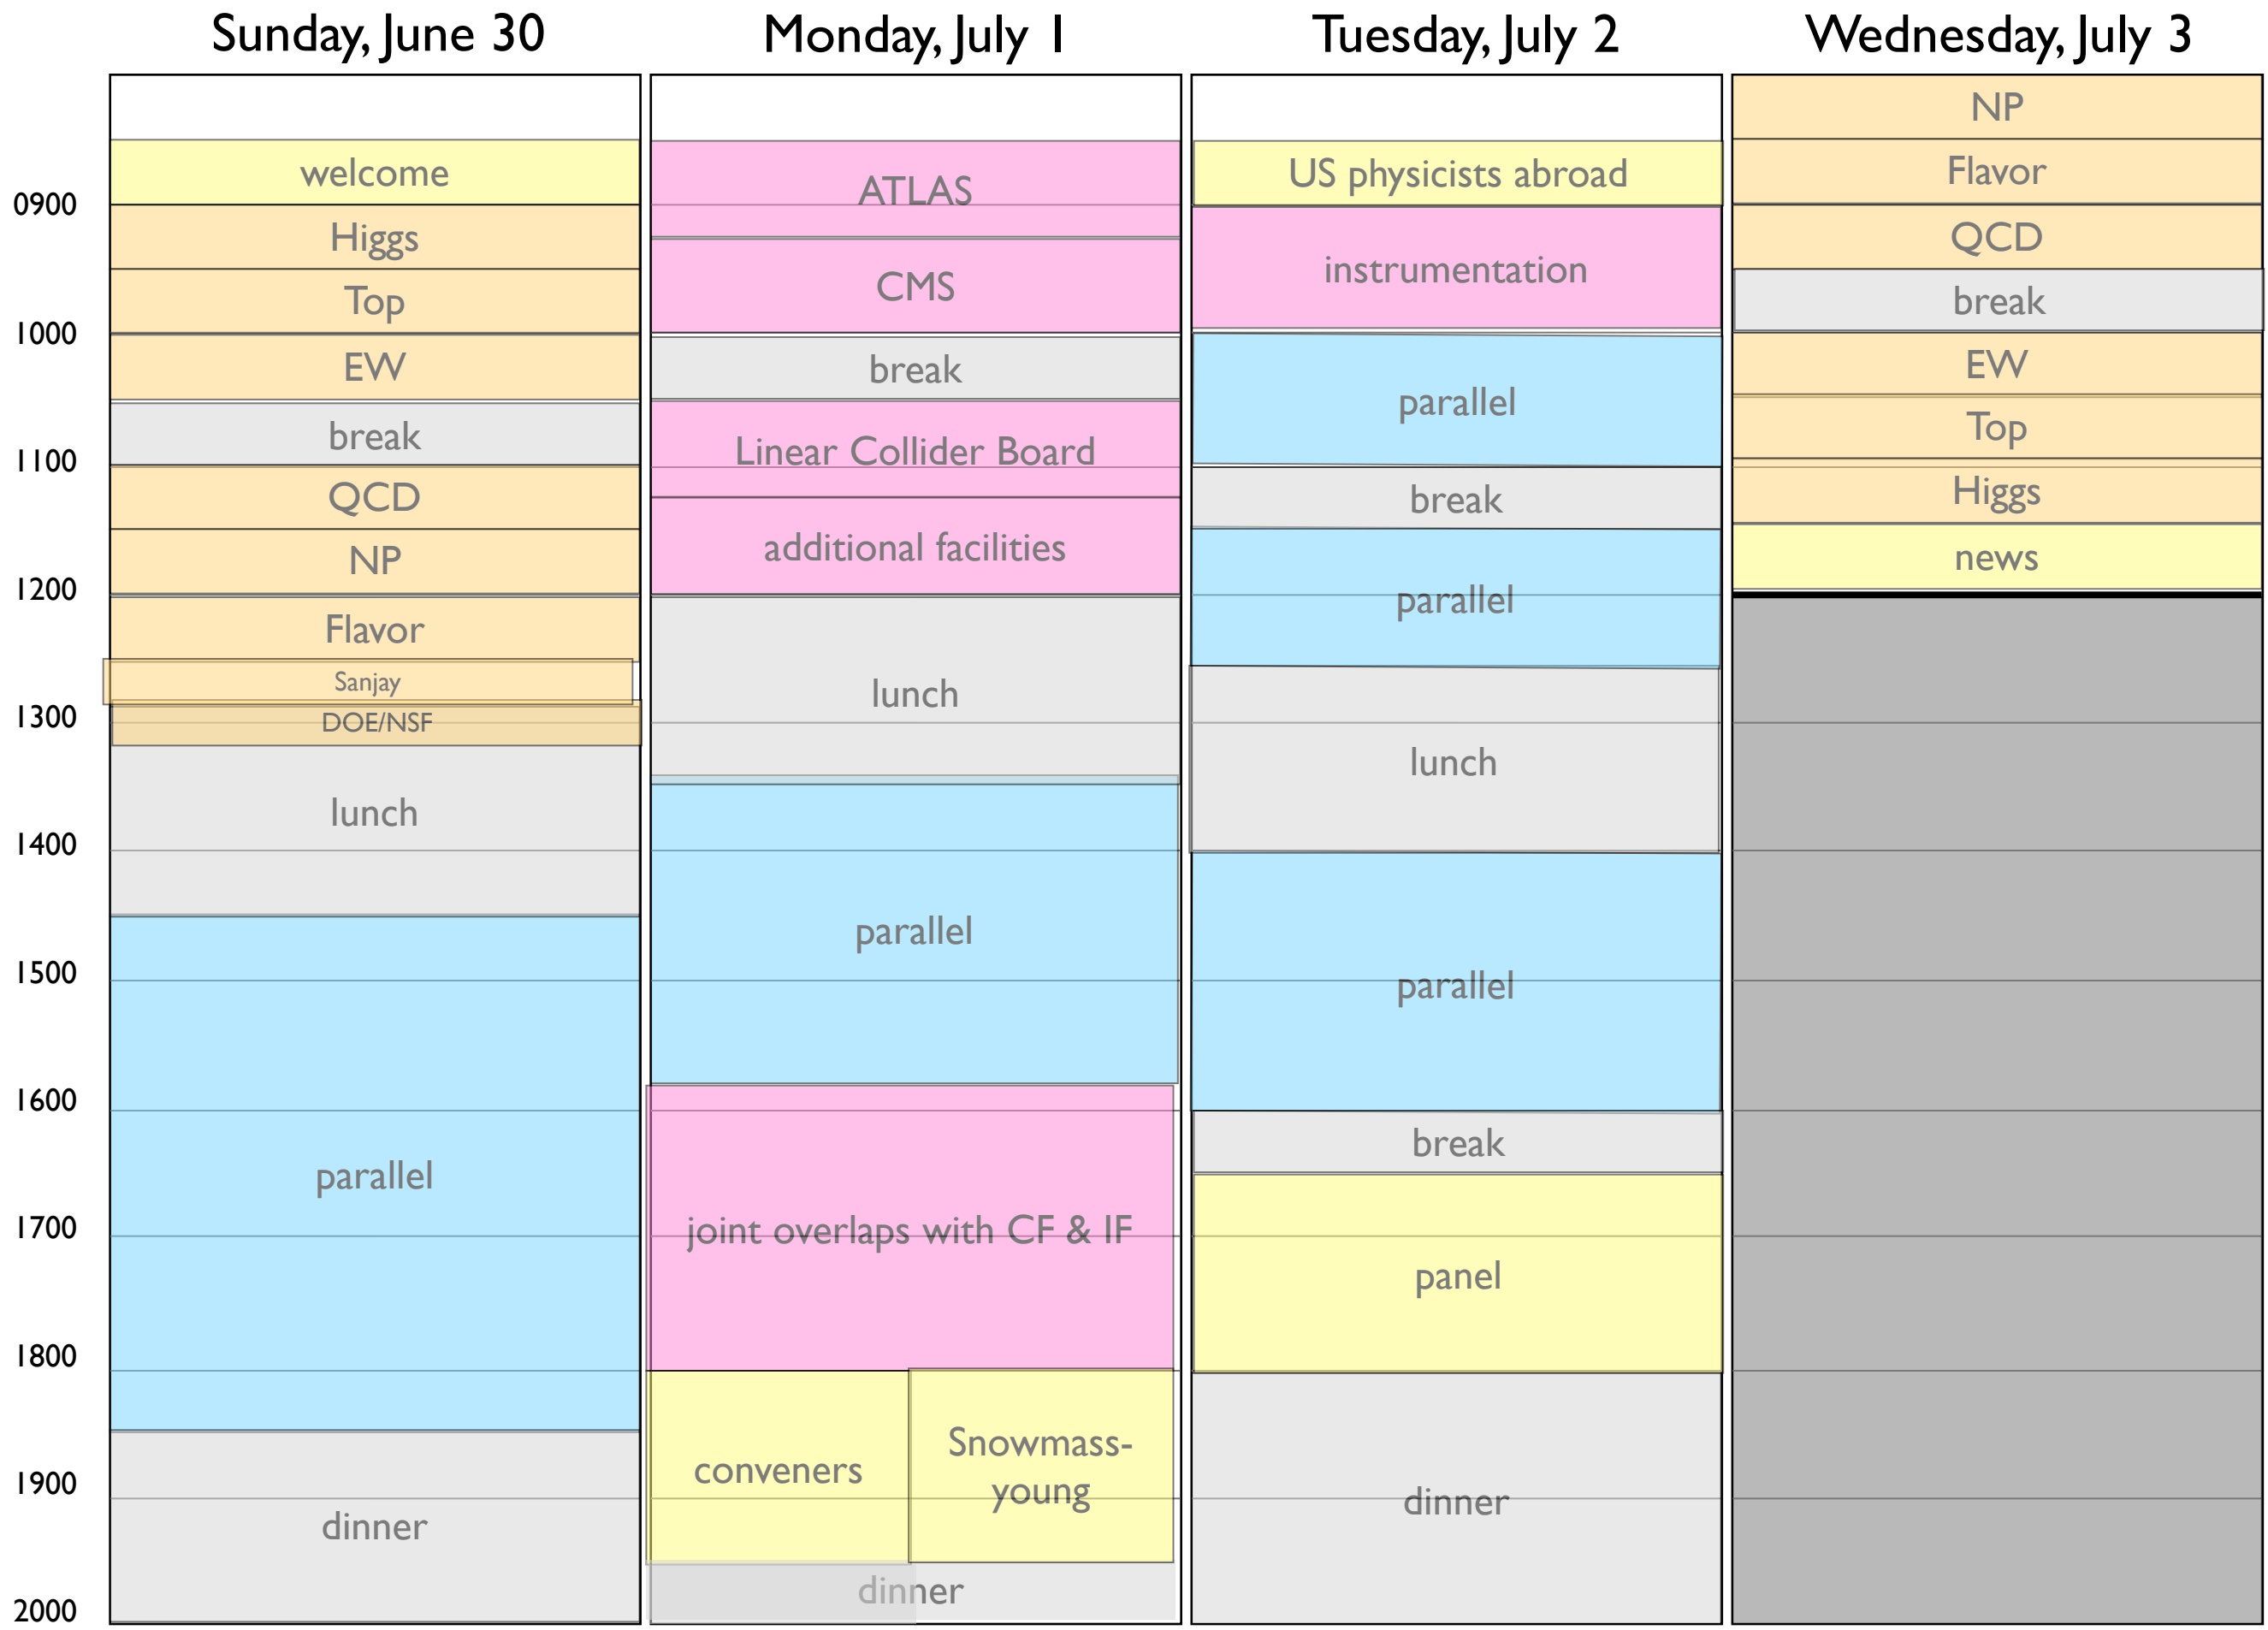 Sunday, June 30
Monday, July 1
Tuesday, July 2
Wednesday, July 3
0900
1000
1100
1200
1300
1400
1500
1600
1700
1800
1900
2000
welcome
Higgs
Top
EW
break
QCD
NP
Flavor
Sanjay
DOE/NSF
lunch
parallel
dinner
ATLAS
CMS
break
Linear Collider Board
additional facilities
lunch
parallel
joint overlaps with CF & IF
conveners
Snowmass-
young
dinner
US physicists abroad
instrumentation
parallel
break
parallel
lunch
parallel
break
panel
dinner
NP
Flavor
QCD
break
EW
Top
Higgs
news